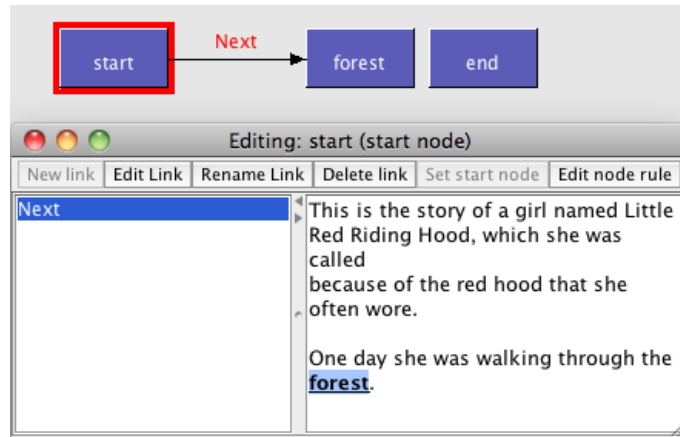 Next
start forest end
Editing: start (start node)
New link Edit Link Rename Link Delete link Set start node Edit node rule
Next
This is the story of a girl named Little
Red Riding Hood, which she was
called
because of the red hood that she
often wore.
One day she was walking through the
forest.